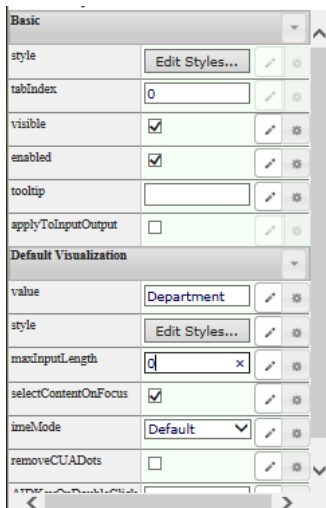 Basic
style Edit Styles...
tabIndex 0
visible
enabled
tooltip
applyToInputOutput
Default Visualization
value Department
style Edit Styles...
maxInputLength 0
selectContentOnFocus
imeMode Default
removeCUADots
AIDKeyOnDoubleClick